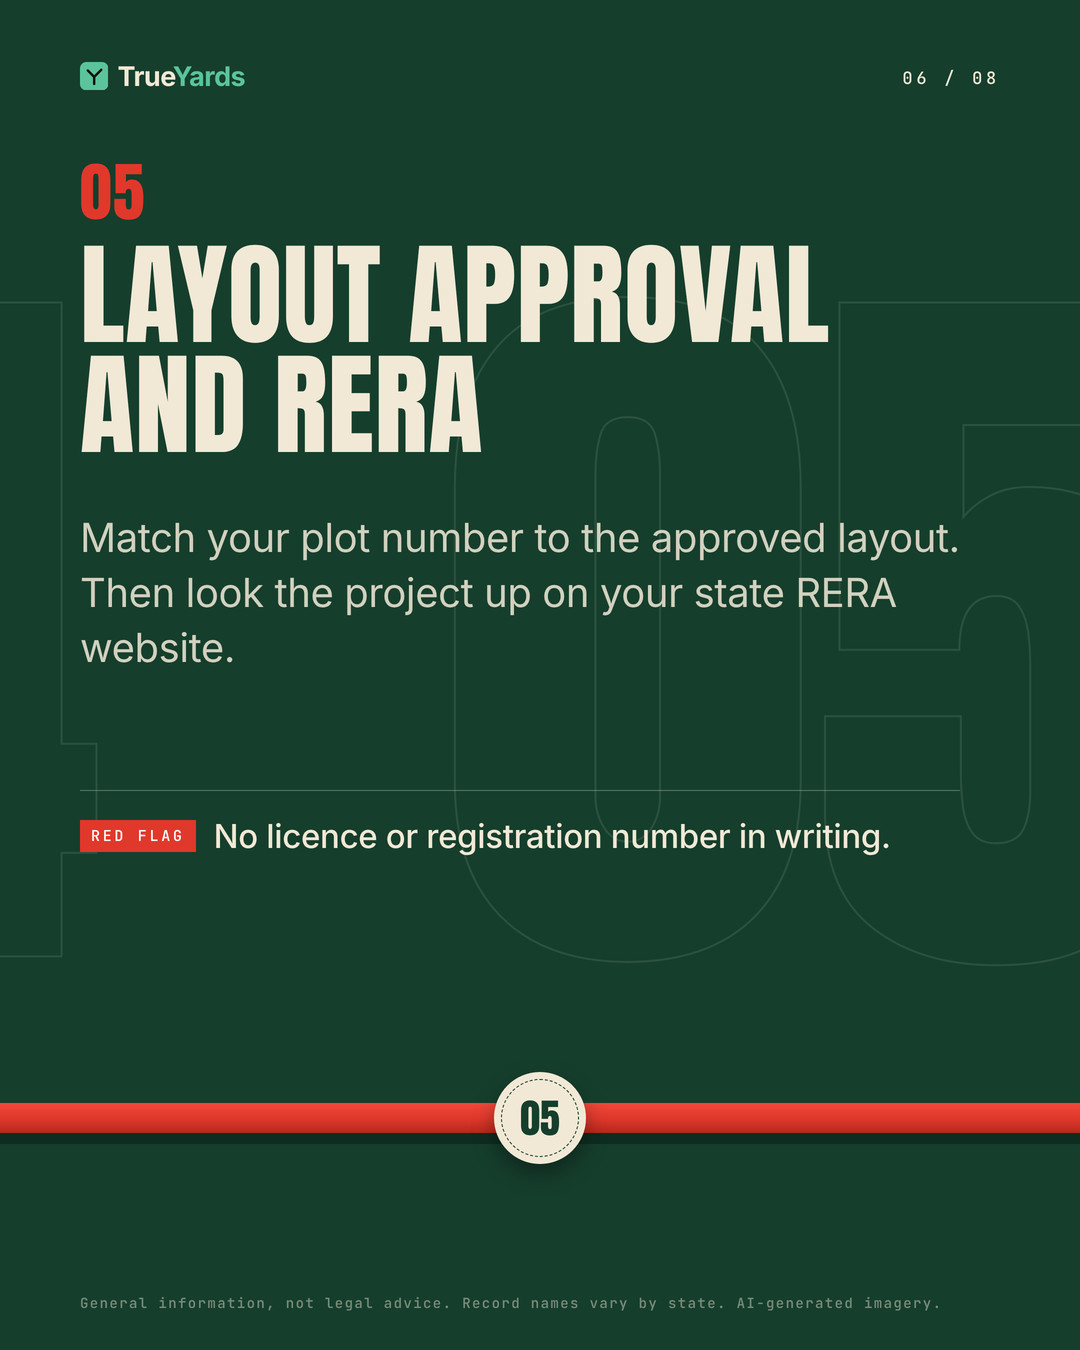 TrueYards
06 / 08
05
LAYOUT APPROVAL
AND RERA
Match your plot number to the approved layout.
Then look the project up on your state RERA
website.
RED FLAG No licence or registration number in writing.
05
General information, not legal advice. Record names vary by state. AI-generated imagery.